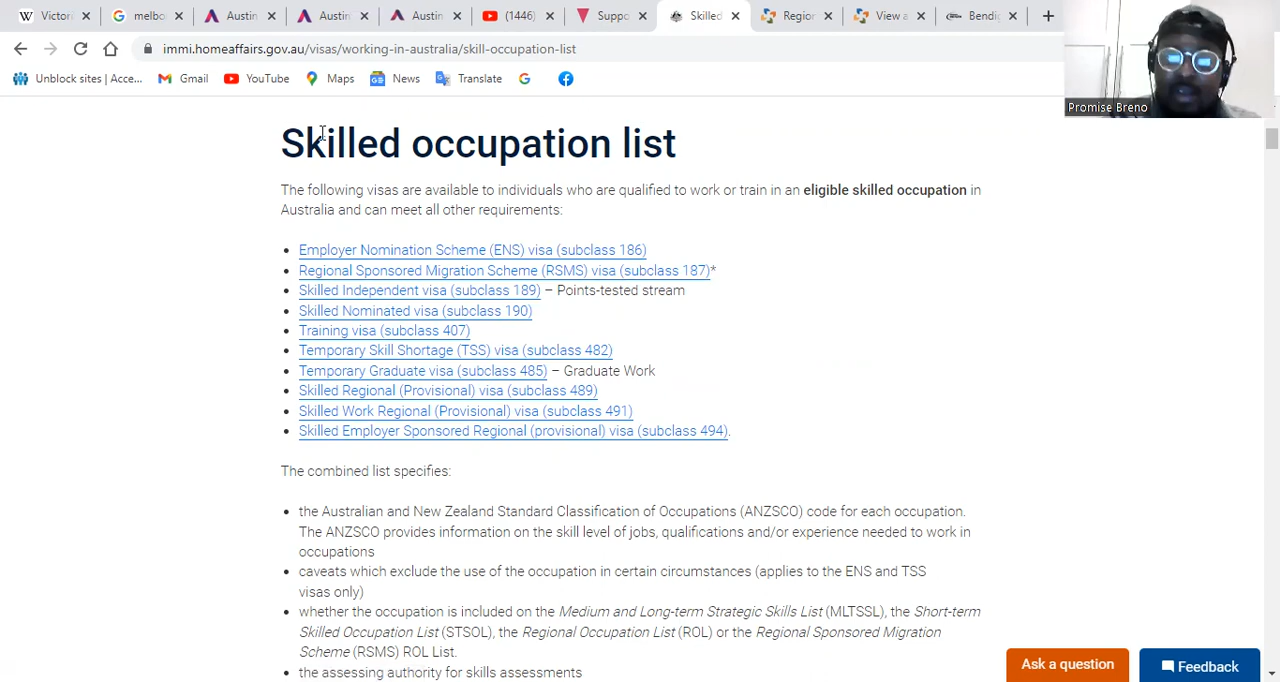 Victori
melbo
Austin
Austin
Austin
(1446)
Suppo
Skilled
Region
View a
Bendig
immi.homeaffairs.gov.au/visas/working-in-australia/skill-occupation-list
Unblock sites | Acce...
Gmail
YouTube
Maps
News
Translate
Promise Breno
Skilled occupation list
The following visas are available to individuals who are qualified to work or train in an eligible skilled occupation in
Australia and can meet all other requirements:
• Employer Nomination Scheme (ENS) visa (subclass 186)
• Regional Sponsored Migration Scheme (RSMS) visa (subclass 187)*
• Skilled Independent visa (subclass 189) – Points-tested stream
• Skilled Nominated visa (subclass 190)
• Training visa (subclass 407)
• Temporary Skill Shortage (TSS) visa (subclass 482)
• Temporary Graduate visa (subclass 485) – Graduate Work
• Skilled Regional (Provisional) visa (subclass 489)
• Skilled Work Regional (Provisional) visa (subclass 491)
• Skilled Employer Sponsored Regional (provisional) visa (subclass 494).
The combined list specifies:
• the Australian and New Zealand Standard Classification of Occupations (ANZSCO) code for each occupation.
The ANZSCO provides information on the skill level of jobs, qualifications and/or experience needed to work in
occupations
• caveats which exclude the use of the occupation in certain circumstances (applies to the ENS and TSS
visas only)
• whether the occupation is included on the Medium and Long-term Strategic Skills List (MLTSSL), the Short-term
Skilled Occupation List (STSOL), the Regional Occupation List (ROL) or the Regional Sponsored Migration
Scheme (RSMS) ROL List.
• the assessing authority for skills assessments
Ask a question
Feedback